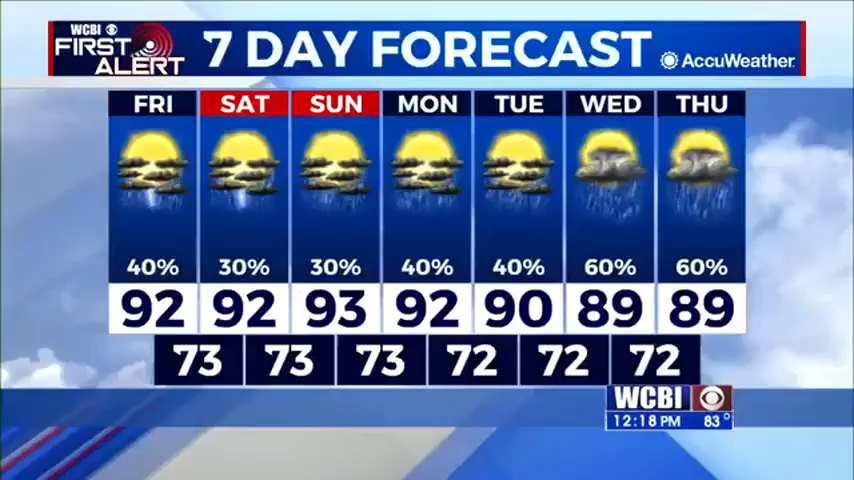 WCBI
FIRST
ALERT
7 DAY FORECAST
AccuWeather
FRI SAT SUN MON TUE WED THU
40% 30% 30% 40% 40% 60% 60%
92 92 93 92 90 89 89
73 73 73 72 72 72
WCBI
12:18 PM 83°